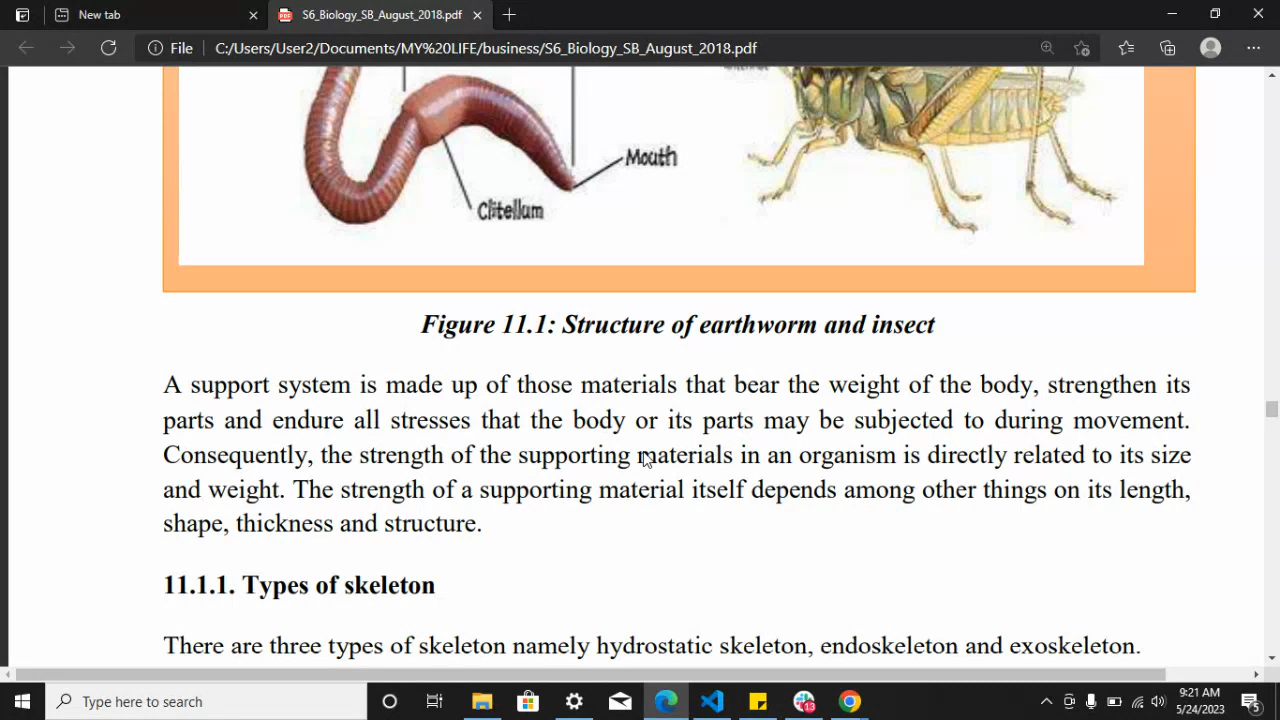 New tab
S6_Biology_SB_August_2018.pdf
File
C:/Users/User2/Documents/MY%20LIFE/business/S6_Biology_SB_August_2018.pdf
Mouth
Clitellum
Figure 11.1: Structure of earthworm and insect
A support system is made up of those materials that bear the weight of the body, strengthen its
parts and endure all stresses that the body or its parts may be subjected to during movement.
Consequently, the strength of the supporting materials in an organism is directly related to its size
and weight. The strength of a supporting material itself depends among other things on its length,
shape, thickness and structure.
11.1.1. Types of skeleton
There are three types of skeleton namely hydrostatic skeleton, endoskeleton and exoskeleton.
Type here to search
13
9:21 AM
5/24/2023
5